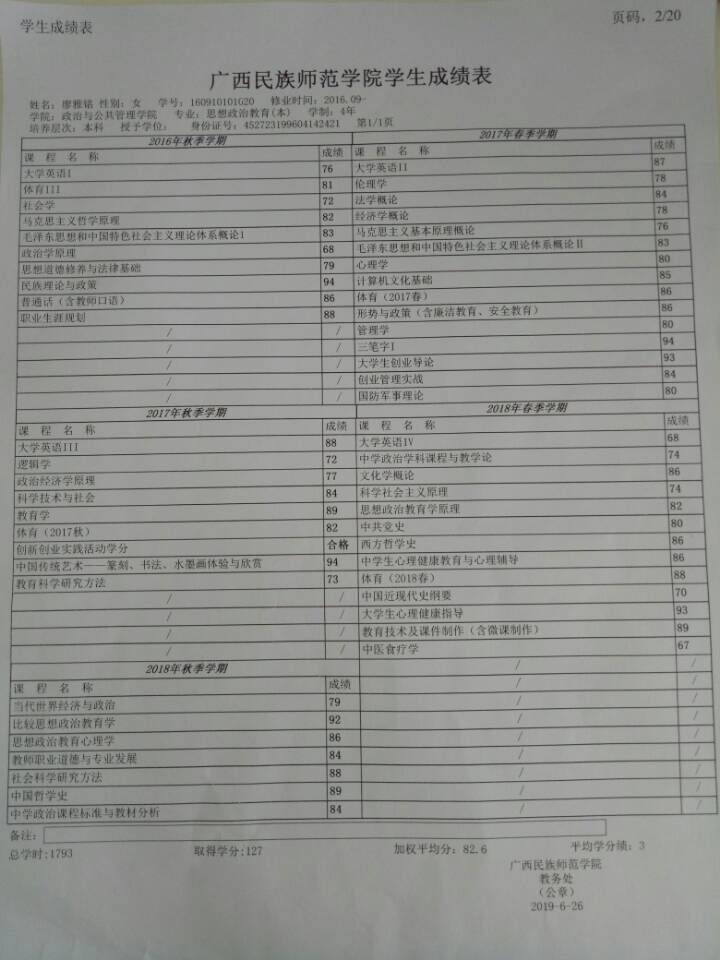 学生成绩表 页码，2/20
广西民族师范学院学生成绩表
姓名：廖雅铭 性别：女 学号：160910101G20 修业时间：2016.09-
学院：政治与公共管理学院 专业：思想政治教育(本) 学制：4年
培养层次：本科 授予学位： 身份证号：452723199604142421 第1/1页
2016年秋季学期 2017年春季学期
课 程 名 称 成绩 课 程 名 称 成绩
大学英语I 76 大学英语II 87
体育III 81 伦理学 78
社会学 72 法学概论 84
马克思主义哲学原理 82 经济学概论 78
毛泽东思想和中国特色社会主义理论体系概论I 83 马克思主义基本原理概论 76
政治学原理 68 毛泽东思想和中国特色社会主义理论体系概论Ⅱ 83
思想道德修养与法律基础 79 心理学 80
民族理论与政策 94 计算机文化基础 85
普通话（含教师口语） 86 体育（2017春） 86
职业生涯规划 88 形势与政策（含廉洁教育、安全教育） 86
/ / 管理学 80
/ / 三笔字I 94
/ / 大学生创业导论 93
/ / 创业管理实战 84
/ / 国防军事理论 80
2017年秋季学期 2018年春季学期
课 程 名 称 成绩 课 程 名 称 成绩
大学英语III 88 大学英语IV 68
逻辑学 72 中学政治学科课程与教学论 74
政治经济学原理 77 文化学概论 86
科学技术与社会 84 科学社会主义原理 74
教育学 89 思想政治教育学原理 82
体育（2017秋） 82 中共党史 80
创新创业实践活动学分 合格 西方哲学史 86
中国传统艺术——篆刻、书法、水墨画体验与欣赏 94 中学生心理健康教育与心理辅导 86
教育科学研究方法 73 体育（2018春） 88
/ / 中国近现代史纲要 70
/ / 大学生心理健康指导 93
/ / 教育技术及课件制作（含微课制作） 89
/ / 中医食疗学 67
2018年秋季学期 / /
课 程 名 称 成绩 / /
当代世界经济与政治 79 / /
比较思想政治教育学 92 / /
思想政治教育心理学 86 / /
教师职业道德与专业发展 84 / /
社会科学研究方法 88 / /
中国哲学史 89 / /
中学政治课程标准与教材分析 84 / /
备注：
总学时：1793 取得学分：127 加权平均分：82.6 平均学分绩：3
广西民族师范学院
教务处
（公章）
2019-6-26